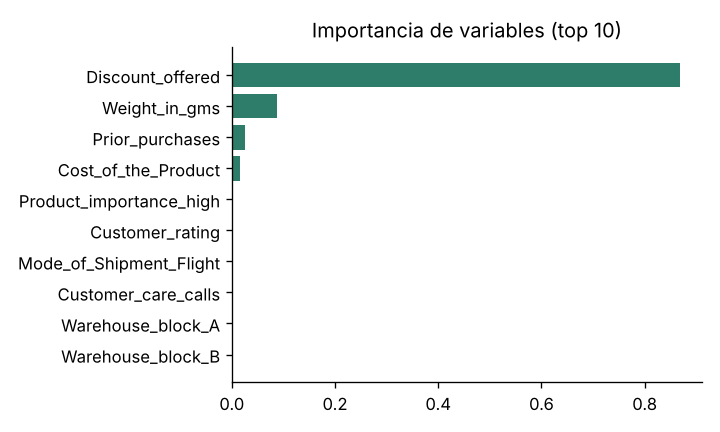 Importancia de variables (top 10)
Discount_offered
Weight_in_gms
Prior_purchases
Cost_of_the_Product
Product_importance_high
Customer_rating
Mode_of_Shipment_Flight
Customer_care_calls
Warehouse_block_A
Warehouse_block_B
0.0 0.2 0.4 0.6 0.8